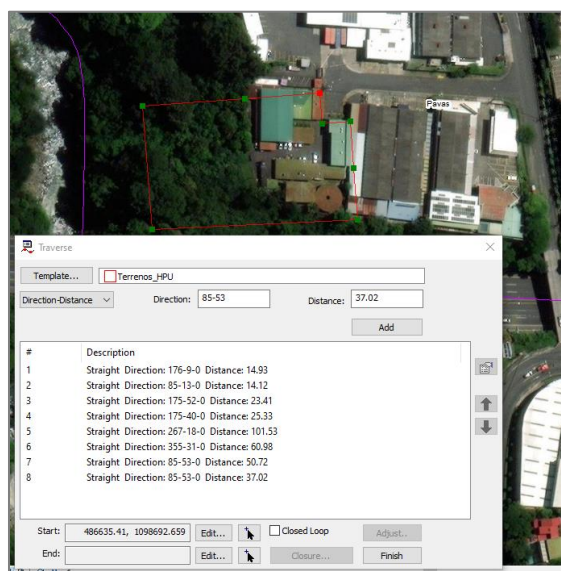 Pavas
Traverse
Template... Terrenos_HPU
Direction-Distance Direction: 85-53 Distance: 37.02
Add
# Description
1 Straight Direction: 176-9-0 Distance: 14.93
2 Straight Direction: 85-13-0 Distance: 14.12
3 Straight Direction: 175-52-0 Distance: 23.41
4 Straight Direction: 175-40-0 Distance: 25.33
5 Straight Direction: 267-18-0 Distance: 101.53
6 Straight Direction: 355-31-0 Distance: 60.98
7 Straight Direction: 85-53-0 Distance: 50.72
8 Straight Direction: 85-53-0 Distance: 37.02
Start: 486635.41, 1098692.659 Edit... Closed Loop Adjust..
End: Edit... Closure... Finish